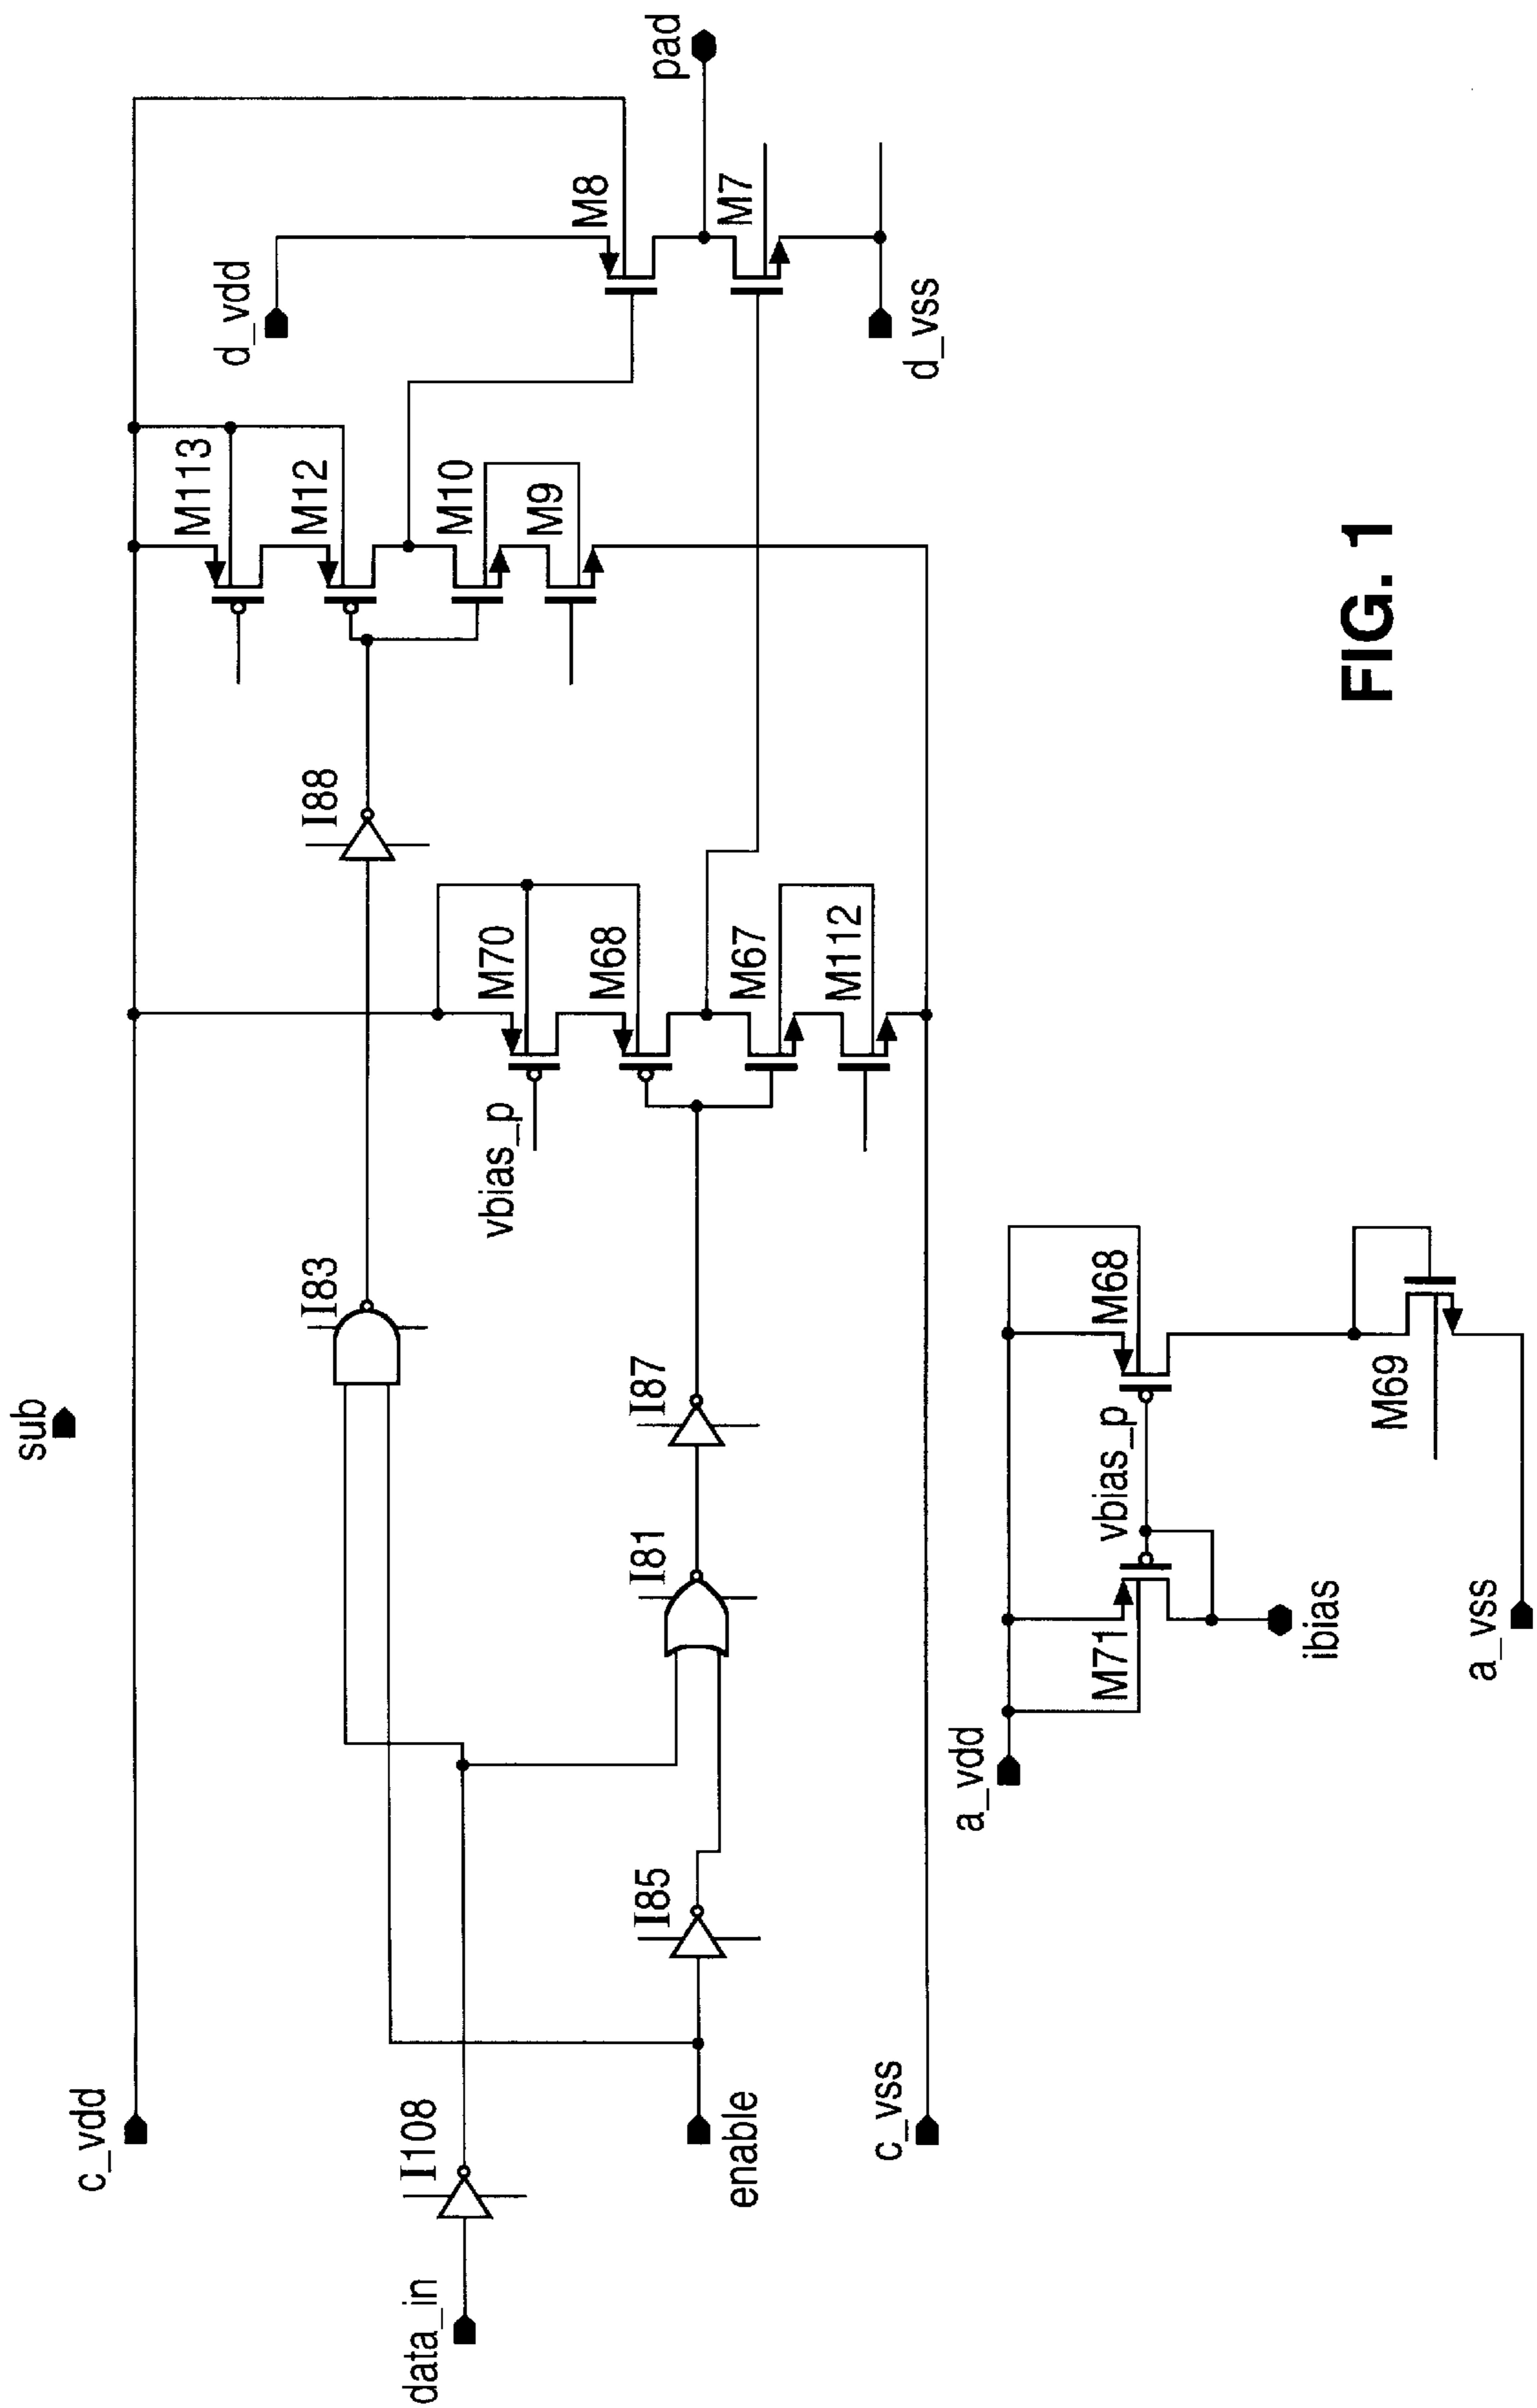 sub
c_vdd
data_in
I108
enable
I85
I81
I87
I83
I88
vbias_p
M70
M68
M67
M112
M113
M12
M10
M9
d_vdd
M8
pad
M7
d_vss
c_vss
a_vdd
M71
vbias_p
M68
ibias
M69
a_vss
FIG. 1